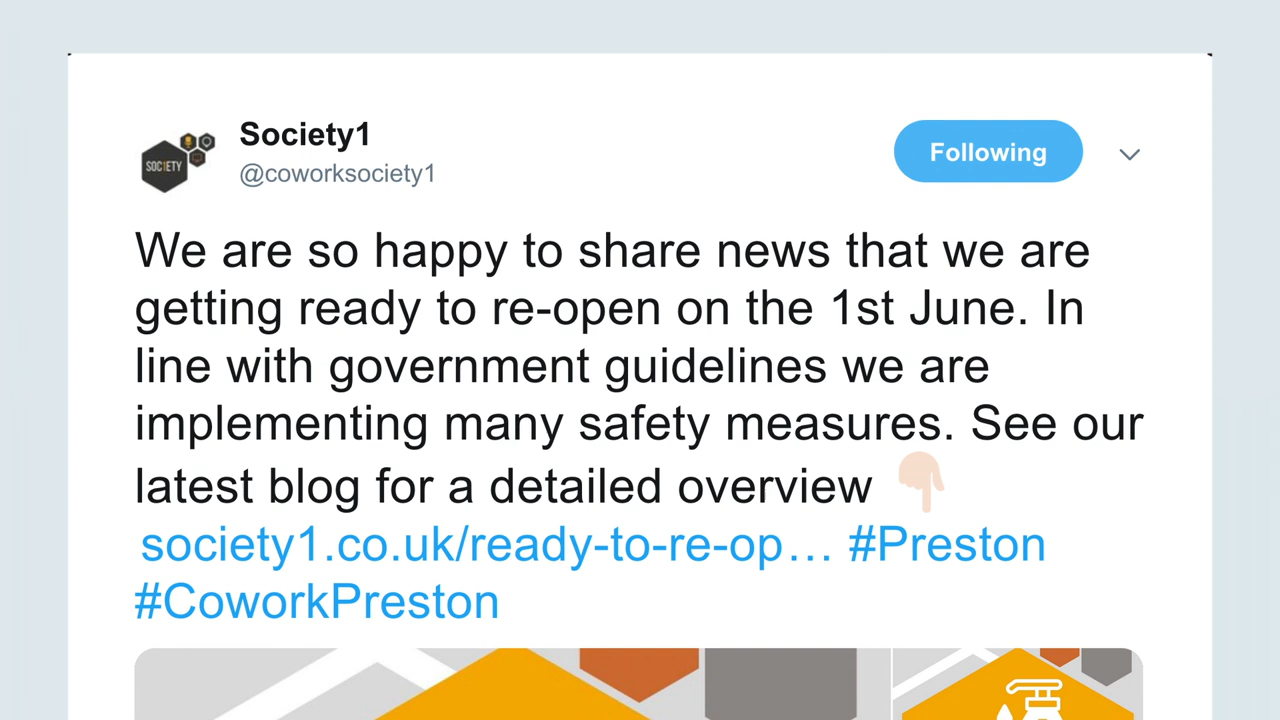 Society1
SOC1ETY
@coworksociety1
Following
We are so happy to share news that we are
getting ready to re-open on the 1st June. In
line with government guidelines we are
implementing many safety measures. See our
latest blog for a detailed overview 👇🏻
society1.co.uk/ready-to-re-op… #Preston
#CoworkPreston